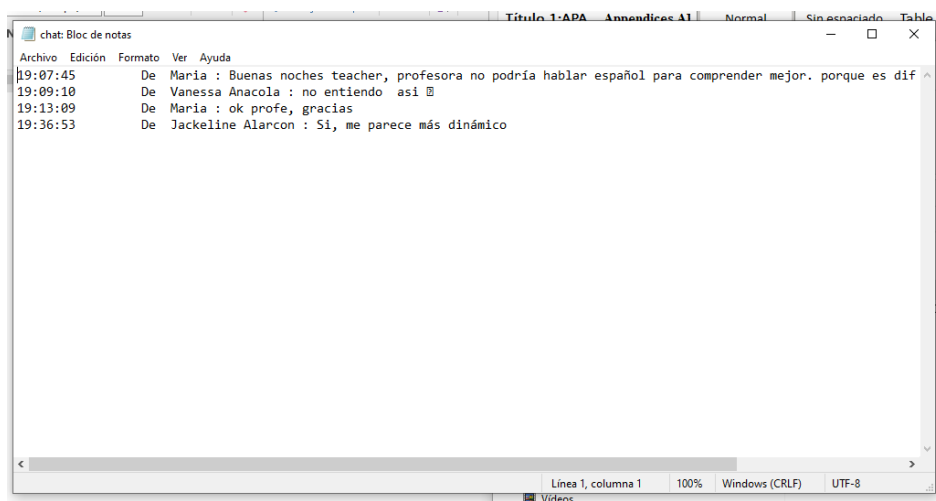 Título 1:APA Appendices A1 Normal Sin espaciado Table
chat: Bloc de notas
Archivo Edición Formato Ver Ayuda
19:07:45 De Maria : Buenas noches teacher, profesora no podría hablar español para comprender mejor. porque es dif
19:09:10 De Vanessa Anacola : no entiendo asi
19:13:09 De Maria : ok profe, gracias
19:36:53 De Jackeline Alarcon : Si, me parece más dinámico
Línea 1, columna 1 100% Windows (CRLF) UTF-8
Vídeos